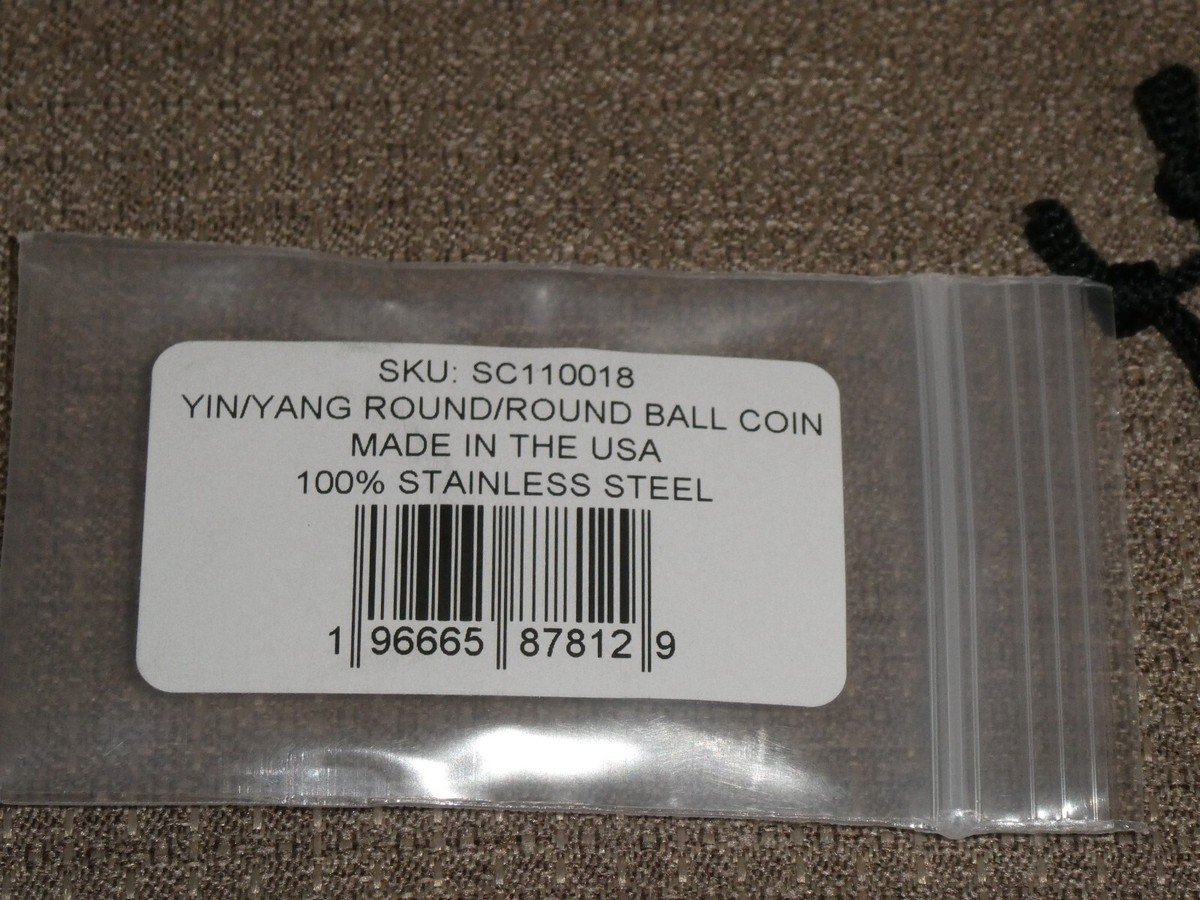 SKU: SC110018
YIN/YANG ROUND/ROUND BALL COIN
MADE IN THE USA
100% STAINLESS STEEL
1 96665 87812 9